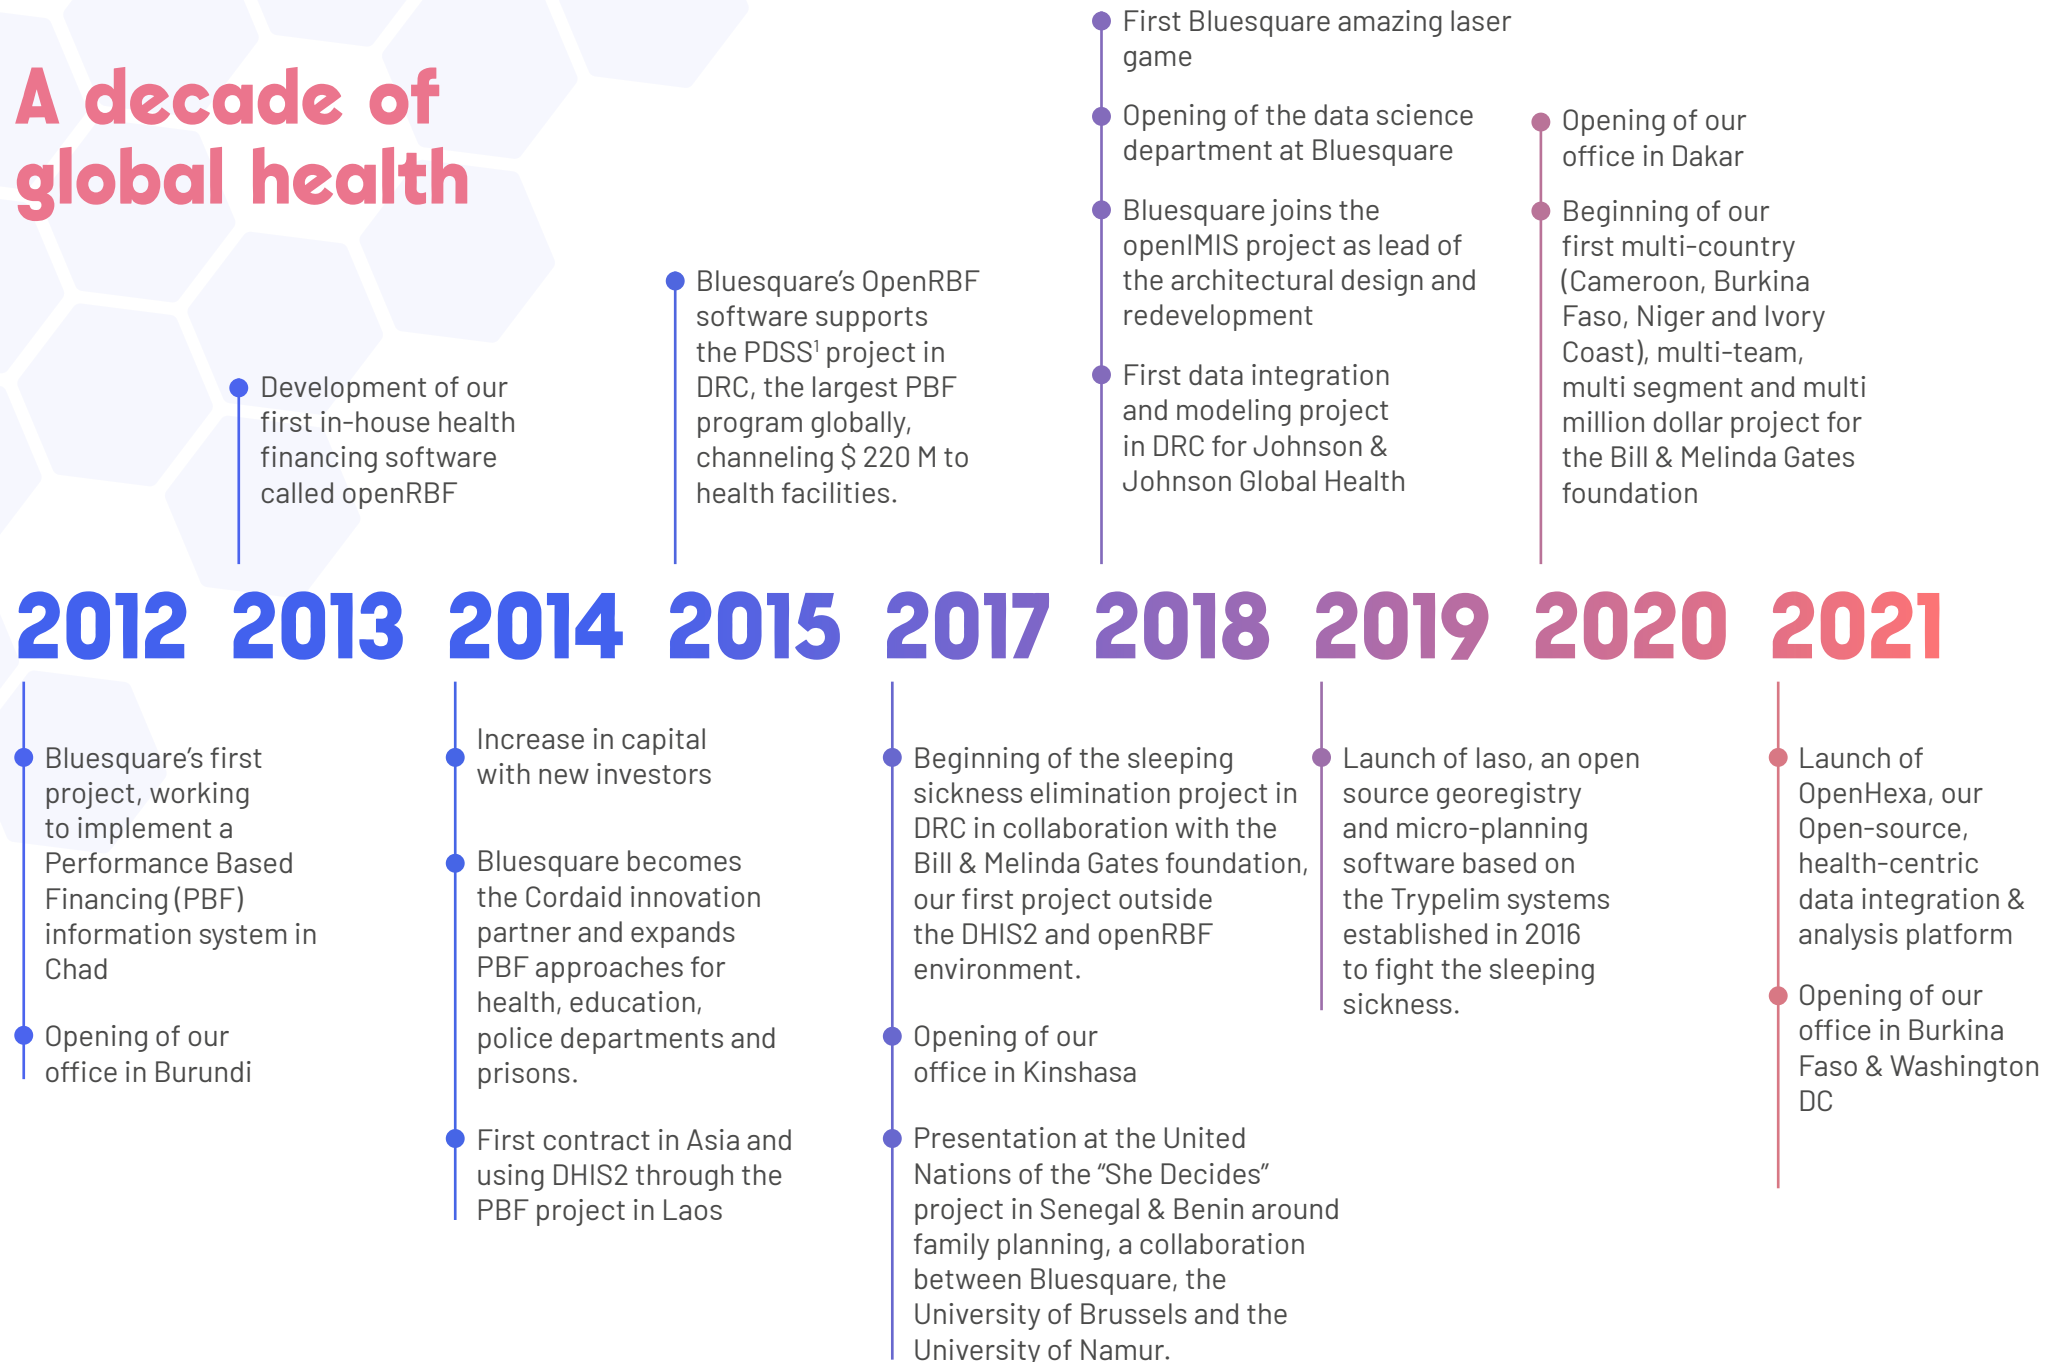 A decade of
global health
Development of our
first in-house health
financing software
called openRBF
Bluesquare’s OpenRBF
software supports
the PDSS¹ project in
DRC, the largest PBF
program globally,
channeling $ 220 M to
health facilities.
First Bluesquare amazing laser
game
Opening of the data science
department at Bluesquare
Bluesquare joins the
openIMIS project as lead of
the architectural design and
redevelopment
First data integration
and modeling project
in DRC for Johnson &
Johnson Global Health
Opening of our
office in Dakar
Beginning of our
first multi-country
(Cameroon, Burkina
Faso, Niger and Ivory
Coast), multi-team,
multi segment and multi
million dollar project for
the Bill & Melinda Gates
foundation
2012 2013 2014 2015 2017 2018 2019 2020 2021
Bluesquare’s first
project, working
to implement a
Performance Based
Financing (PBF)
information system in
Chad
Opening of our
office in Burundi
Increase in capital
with new investors
Bluesquare becomes
the Cordaid innovation
partner and expands
PBF approaches for
health, education,
police departments and
prisons.
First contract in Asia and
using DHIS2 through the
PBF project in Laos
Beginning of the sleeping
sickness elimination project in
DRC in collaboration with the
Bill & Melinda Gates foundation,
our first project outside
the DHIS2 and openRBF
environment.
Opening of our
office in Kinshasa
Presentation at the United
Nations of the “She Decides”
project in Senegal & Benin around
family planning, a collaboration
between Bluesquare, the
University of Brussels and the
University of Namur.
Launch of Iaso, an open
source georegistry
and micro-planning
software based on
the Trypelim systems
established in 2016
to fight the sleeping
sickness.
Launch of
OpenHexa, our
Open-source,
health-centric
data integration &
analysis platform
Opening of our
office in Burkina
Faso & Washington
DC